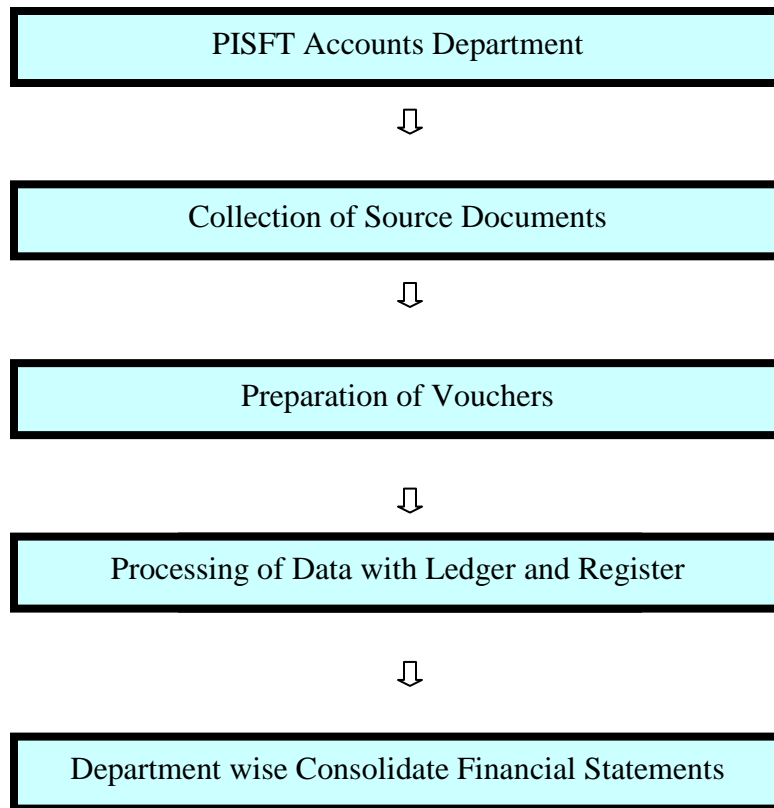 PISFT Accounts Department
Collection of Source Documents
Preparation of Vouchers
Processing of Data with Ledger and Register
Department wise Consolidate Financial Statements